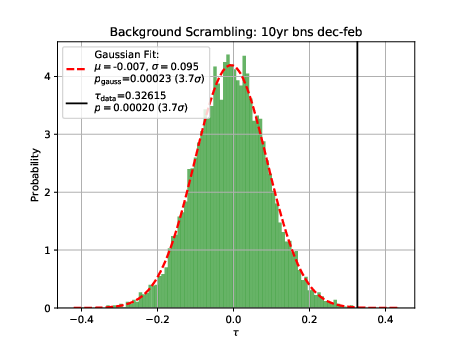 Background Scrambling: 10yr bns dec-feb
Gaussian Fit:
μ = -0.007, σ = 0.095
p_gauss=0.00023 (3.7σ)
τ_data=0.32615
p = 0.00020 (3.7σ)
Probability
4
3
2
1
0
−0.4 −0.2 0.0 0.2 0.4
τ